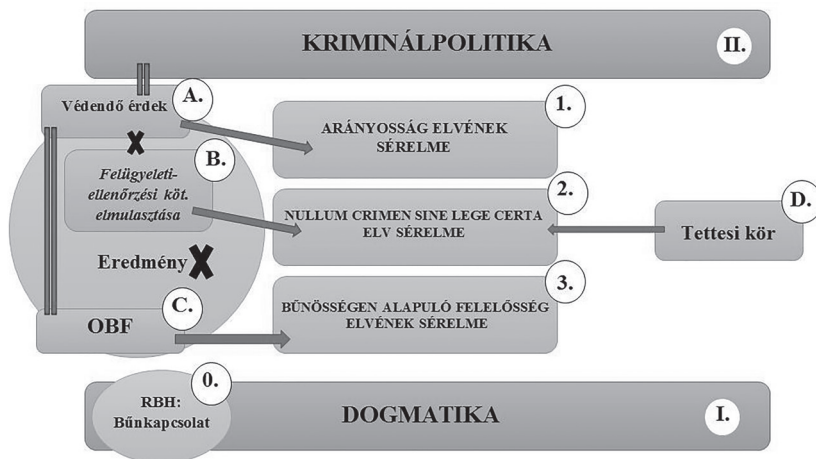 KRIMINÁLPOLITIKA
II.
Védendő érdek
A.
1.
ARÁNYOSSÁG ELVÉNEK
SÉRELME
B.
Felügyeleti-
ellenőrzési köt.
elmulasztása
2.
NULLUM CRIMEN SINE LEGE CERTA
ELV SÉRELME
D.
Tettesi kör
Eredmény
3.
BŰNÖSSÉGEN ALAPULÓ FELELŐSSÉG
ELVÉNEK SÉRELME
C.
OBF
0.
RBH:
Bűnkapcsolat
DOGMATIKA
I.